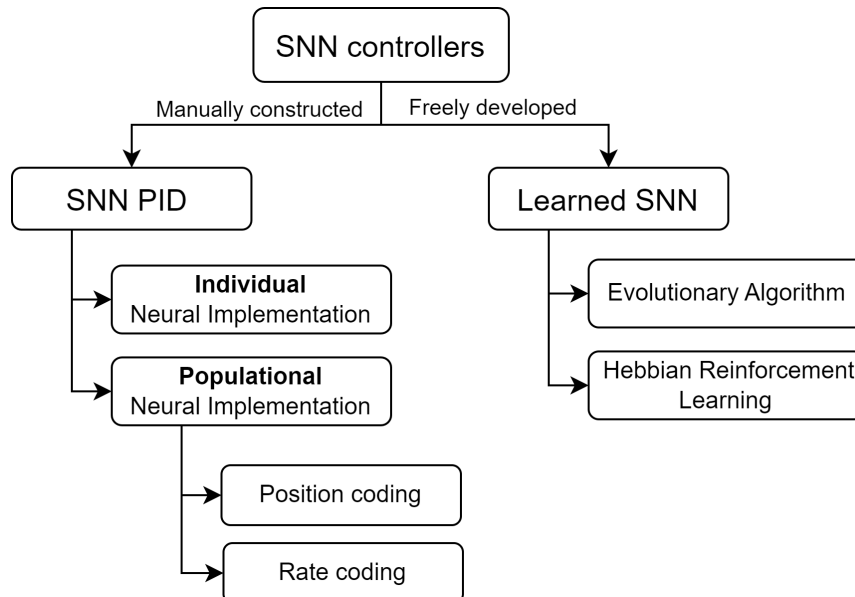 SNN controllers
Manually constructed
Freely developed
SNN PID
Learned SNN
Individual
Neural Implementation
Evolutionary Algorithm
Populational
Neural Implementation
Hebbian Reinforcement
Learning
Position coding
Rate coding